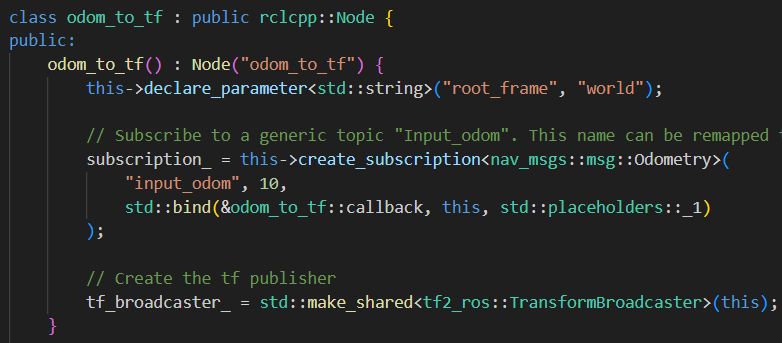 class odom_to_tf : public rclcpp::Node {
public:
    odom_to_tf() : Node("odom_to_tf") {
        this->declare_parameter<std::string>("root_frame", "world");
        // Subscribe to a generic topic "Input_odom". This name can be remapped
        subscription_ = this->create_subscription<nav_msgs::msg::Odometry>(
            "input_odom", 10,
            std::bind(&odom_to_tf::callback, this, std::placeholders::_1)
        );
        // Create the tf publisher
        tf_broadcaster_ = std::make_shared<tf2_ros::TransformBroadcaster>(this);
    }